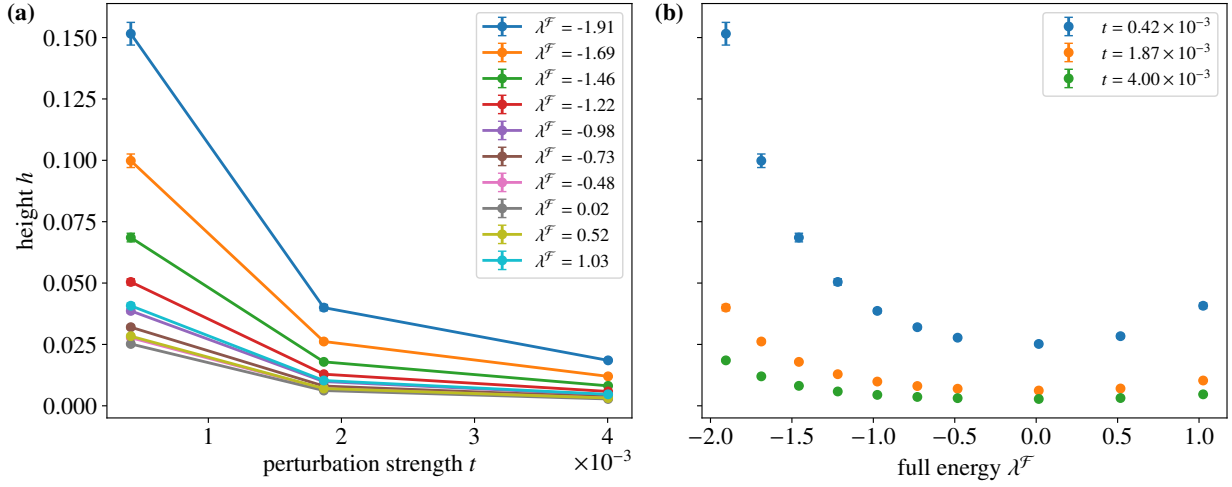 (a)
height h
0.150
0.125
0.100
0.075
0.050
0.025
0.000
λ^ℱ = -1.91
λ^ℱ = -1.69
λ^ℱ = -1.46
λ^ℱ = -1.22
λ^ℱ = -0.98
λ^ℱ = -0.73
λ^ℱ = -0.48
λ^ℱ = 0.02
λ^ℱ = 0.52
λ^ℱ = 1.03
1 2 3 4
×10⁻³
perturbation strength t
(b)
t = 0.42 × 10⁻³
t = 1.87 × 10⁻³
t = 4.00 × 10⁻³
−2.0 −1.5 −1.0 −0.5 0.0 0.5 1.0
full energy λ^ℱ